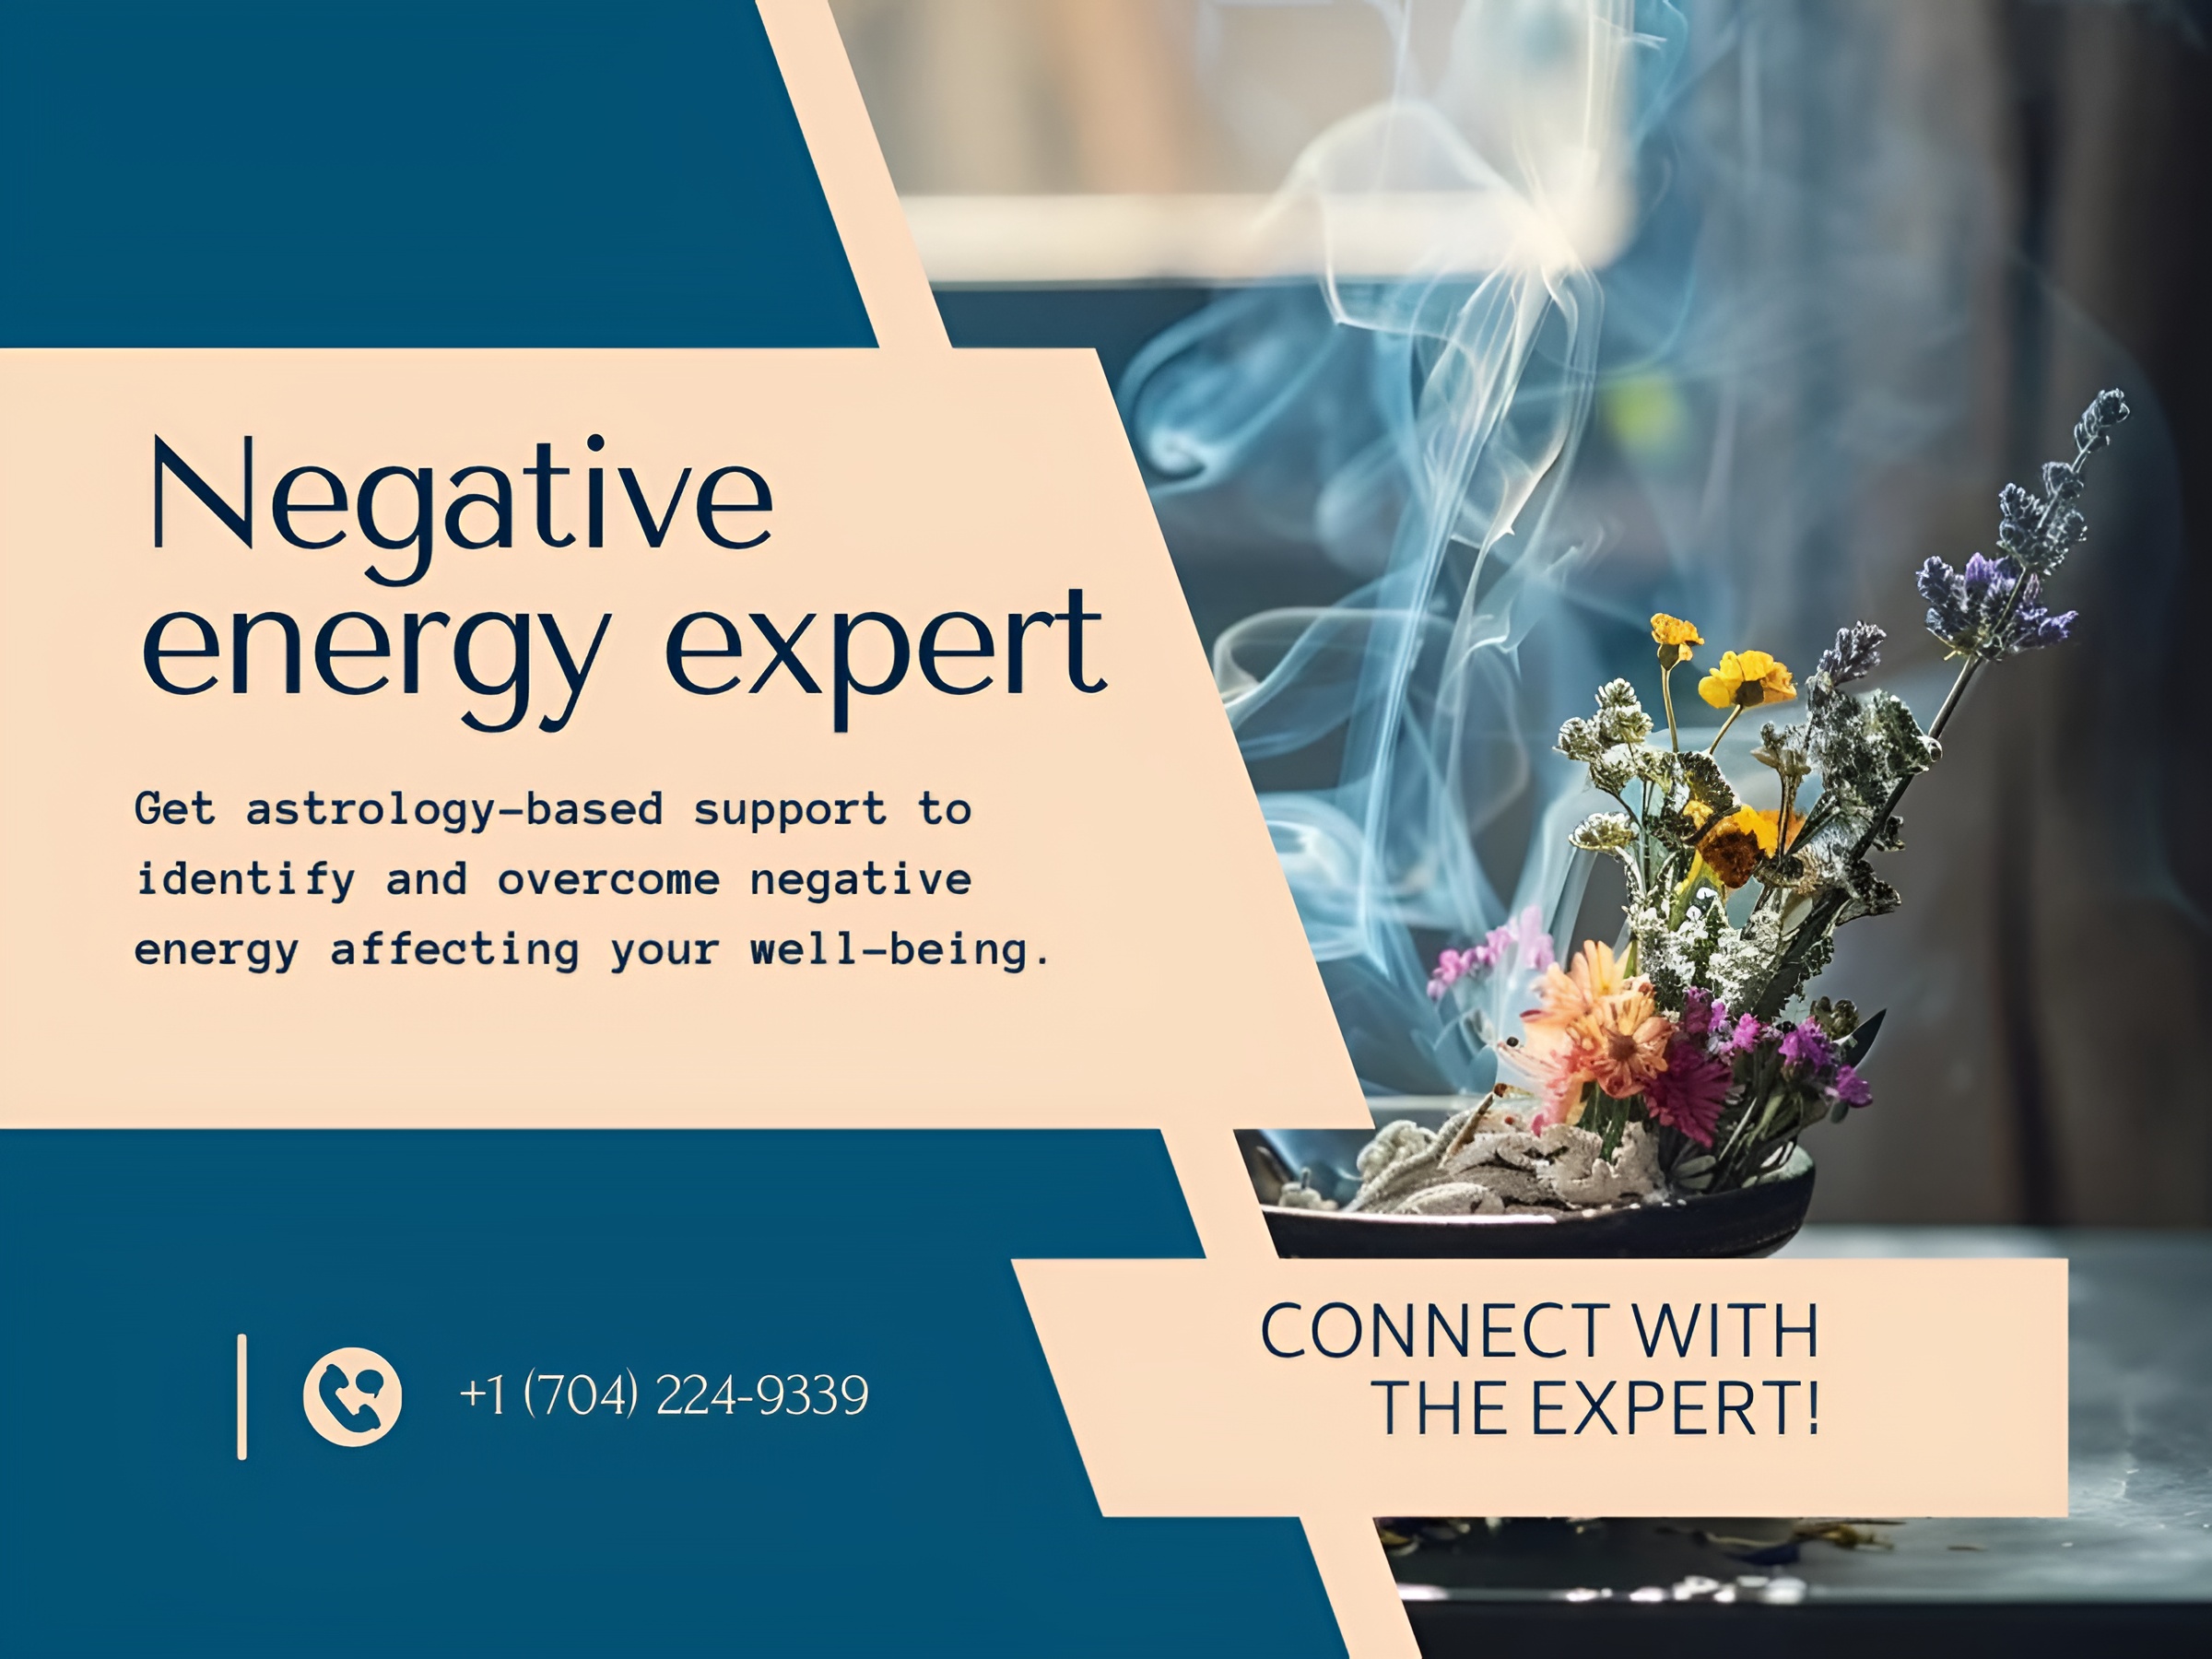 Negative
energy expert
Get astrology-based support to
identify and overcome negative
energy affecting your well-being.
+1 (704) 224-9339
CONNECT WITH
THE EXPERT!